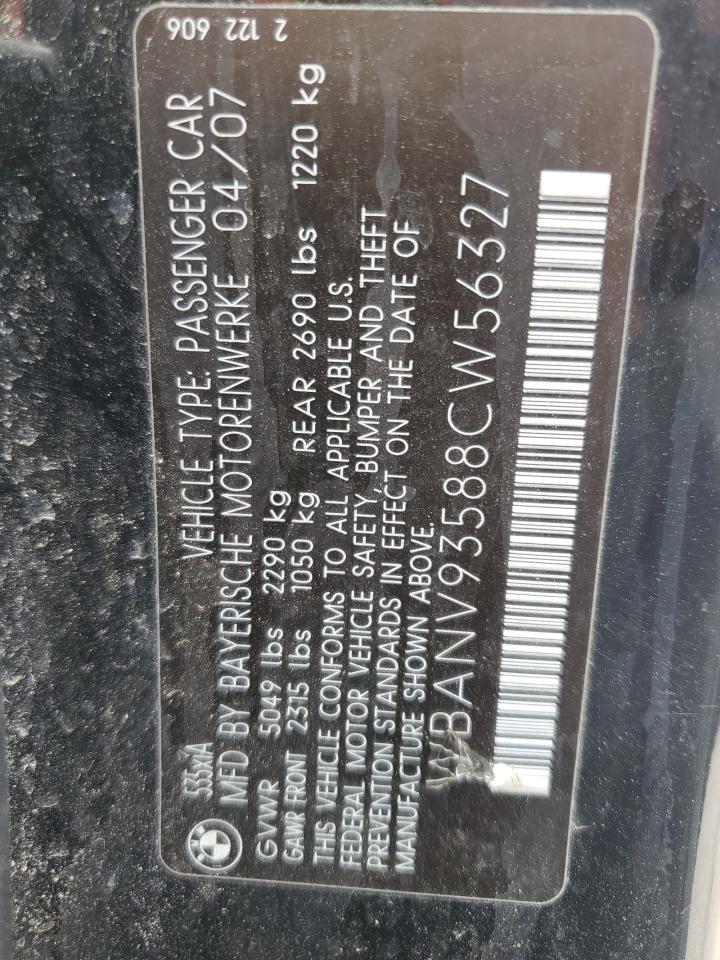 535xiA
VEHICLE TYPE: PASSENGER CAR
MFD BY BAYERISCHE MOTORENWERKE 04/07
GVWR 5049 lbs 2290 kg
GAWR FRONT 2315 lbs 1050 kg REAR 2690 lbs 1220 kg
THIS VEHICLE CONFORMS TO ALL APPLICABLE U.S.
FEDERAL MOTOR VEHICLE SAFETY, BUMPER AND THEFT
PREVENTION STANDARDS IN EFFECT ON THE DATE OF
MANUFACTURE SHOWN ABOVE.
BANV93588CW56327
2 122 606